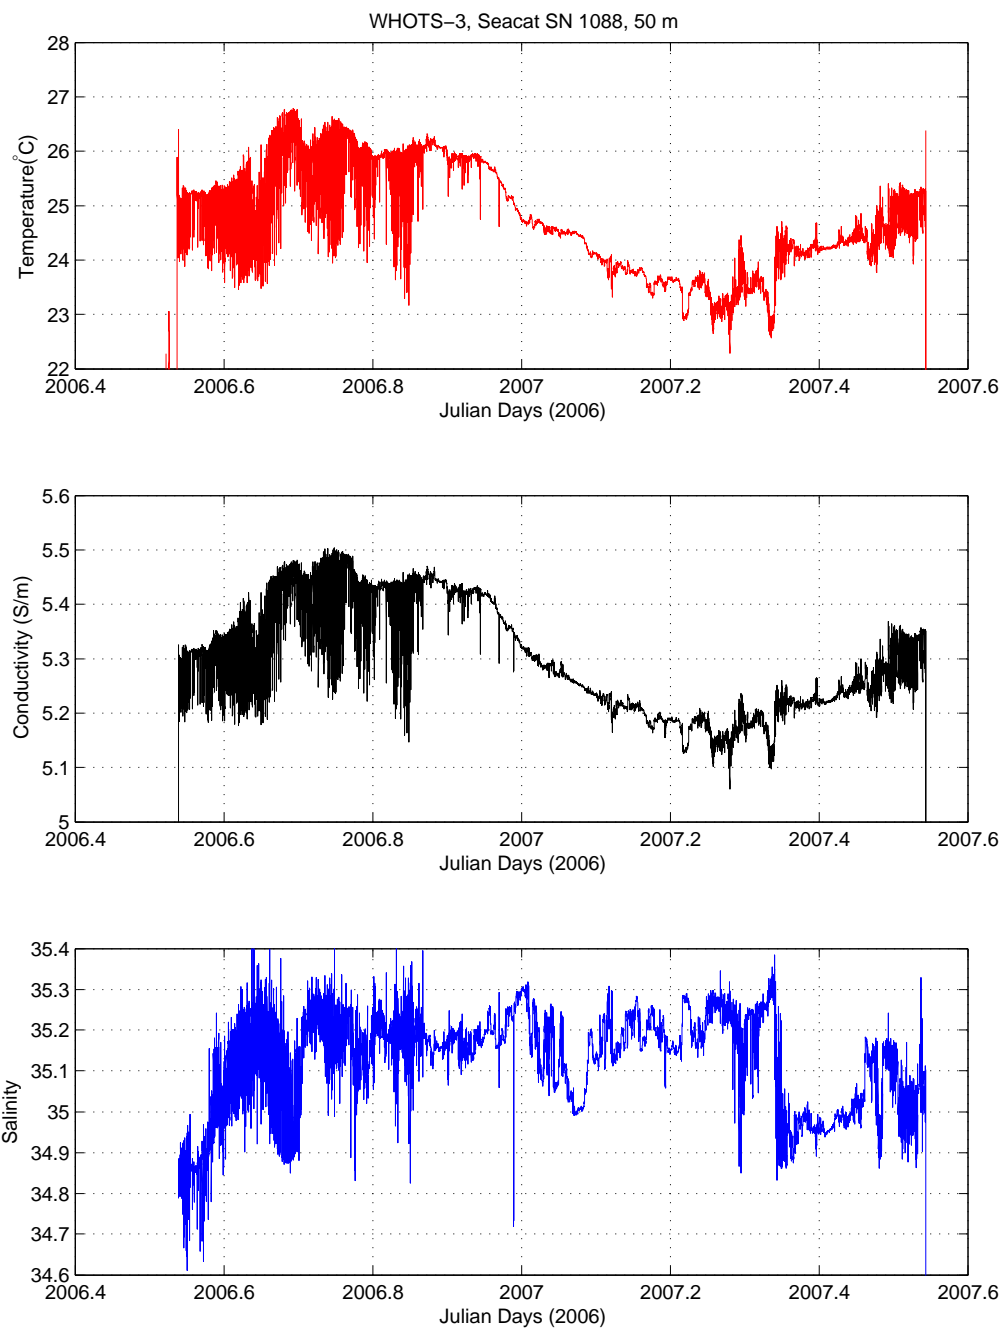 WHOTS−3, Seacat SN 1088, 50 m
28
27
26
25
24
23
22
Temperature(°C)
2006.4 2006.6 2006.8 2007 2007.2 2007.4 2007.6
Julian Days (2006)
5.6
5.5
5.4
5.3
5.2
5.1
5
Conductivity (S/m)
2006.4 2006.6 2006.8 2007 2007.2 2007.4 2007.6
Julian Days (2006)
35.4
35.3
35.2
35.1
35
34.9
34.8
34.7
34.6
Salinity
2006.4 2006.6 2006.8 2007 2007.2 2007.4 2007.6
Julian Days (2006)